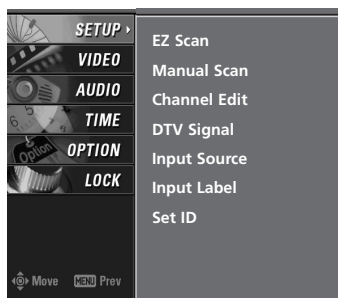 SETUP
VIDEO
AUDIO
TIME
OPTION
LOCK
Move MENU Prev
EZ Scan
Manual Scan
Channel Edit
DTV Signal
Input Source
Input Label
Set ID